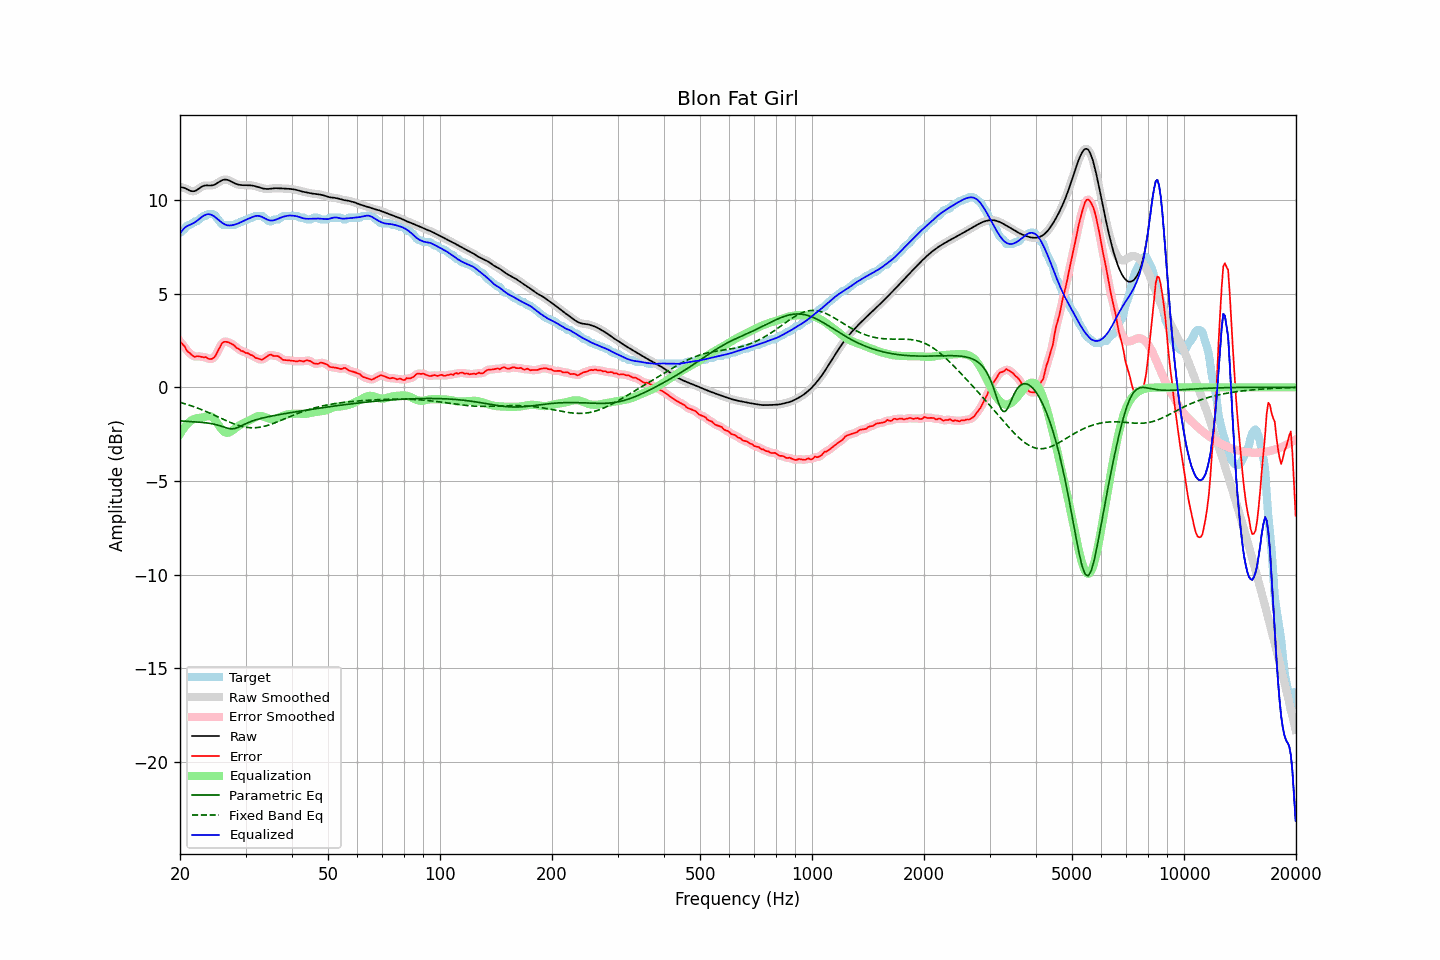 Blon Fat Girl
Amplitude (dBr)
10
5
0
−5
−10
−15
−20
Target
Raw Smoothed
Error Smoothed
Raw
Error
Equalization
Parametric Eq
Fixed Band Eq
Equalized
20 50 100 200 500 1000 2000 5000 10000 20000
Frequency (Hz)